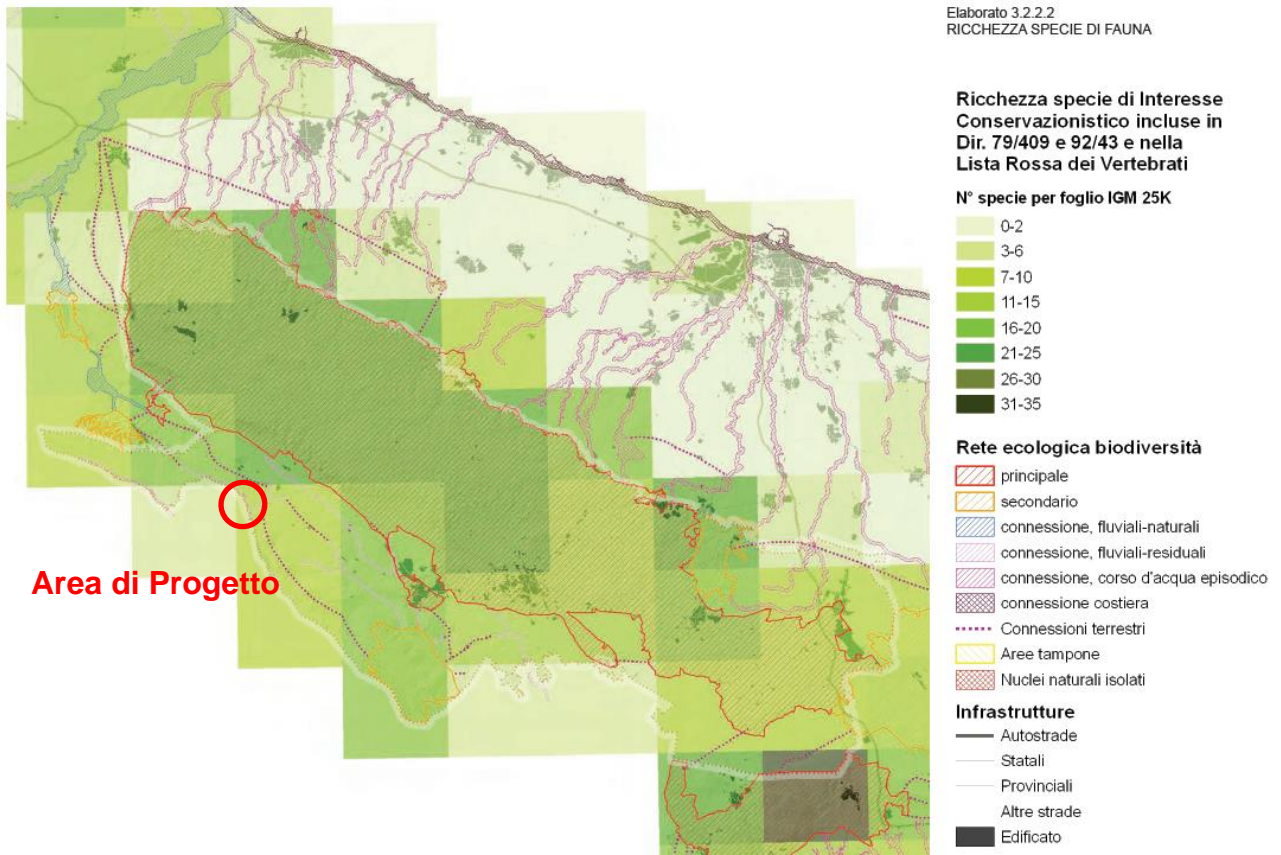 Elaborato 3.2.2.2
RICCHEZZA SPECIE DI FAUNA
Ricchezza specie di Interesse
Conservazionistico incluse in
Dir. 79/409 e 92/43 e nella
Lista Rossa dei Vertebrati
N° specie per foglio IGM 25K
0-2
3-6
7-10
11-15
16-20
21-25
26-30
31-35
Rete ecologica biodiversità
principale
secondario
connessione, fluviali-naturali
connessione, fluviali-residuali
connessione, corso d'acqua episodico
connessione costiera
Connessioni terrestri
Aree tampone
Nuclei naturali isolati
Infrastrutture
Autostrade
Statali
Provinciali
Altre strade
Edificato
Area di Progetto